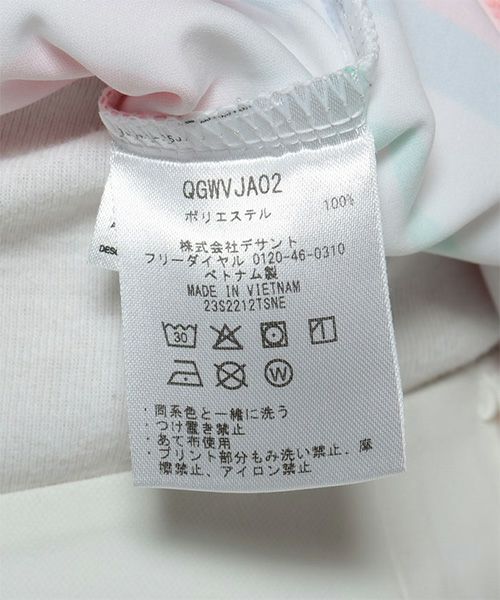 QGWVJA02
ポリエステル 100%
株式会社デサント
フリーダイヤル 0120-46-0310
ベトナム製
MADE IN VIETNAM
23S2212TSNE
30
W
・同系色と一緒に洗う
・つけ置き禁止
・あて布使用
・プリント部分もみ洗い禁止、摩
擦禁止、アイロン禁止